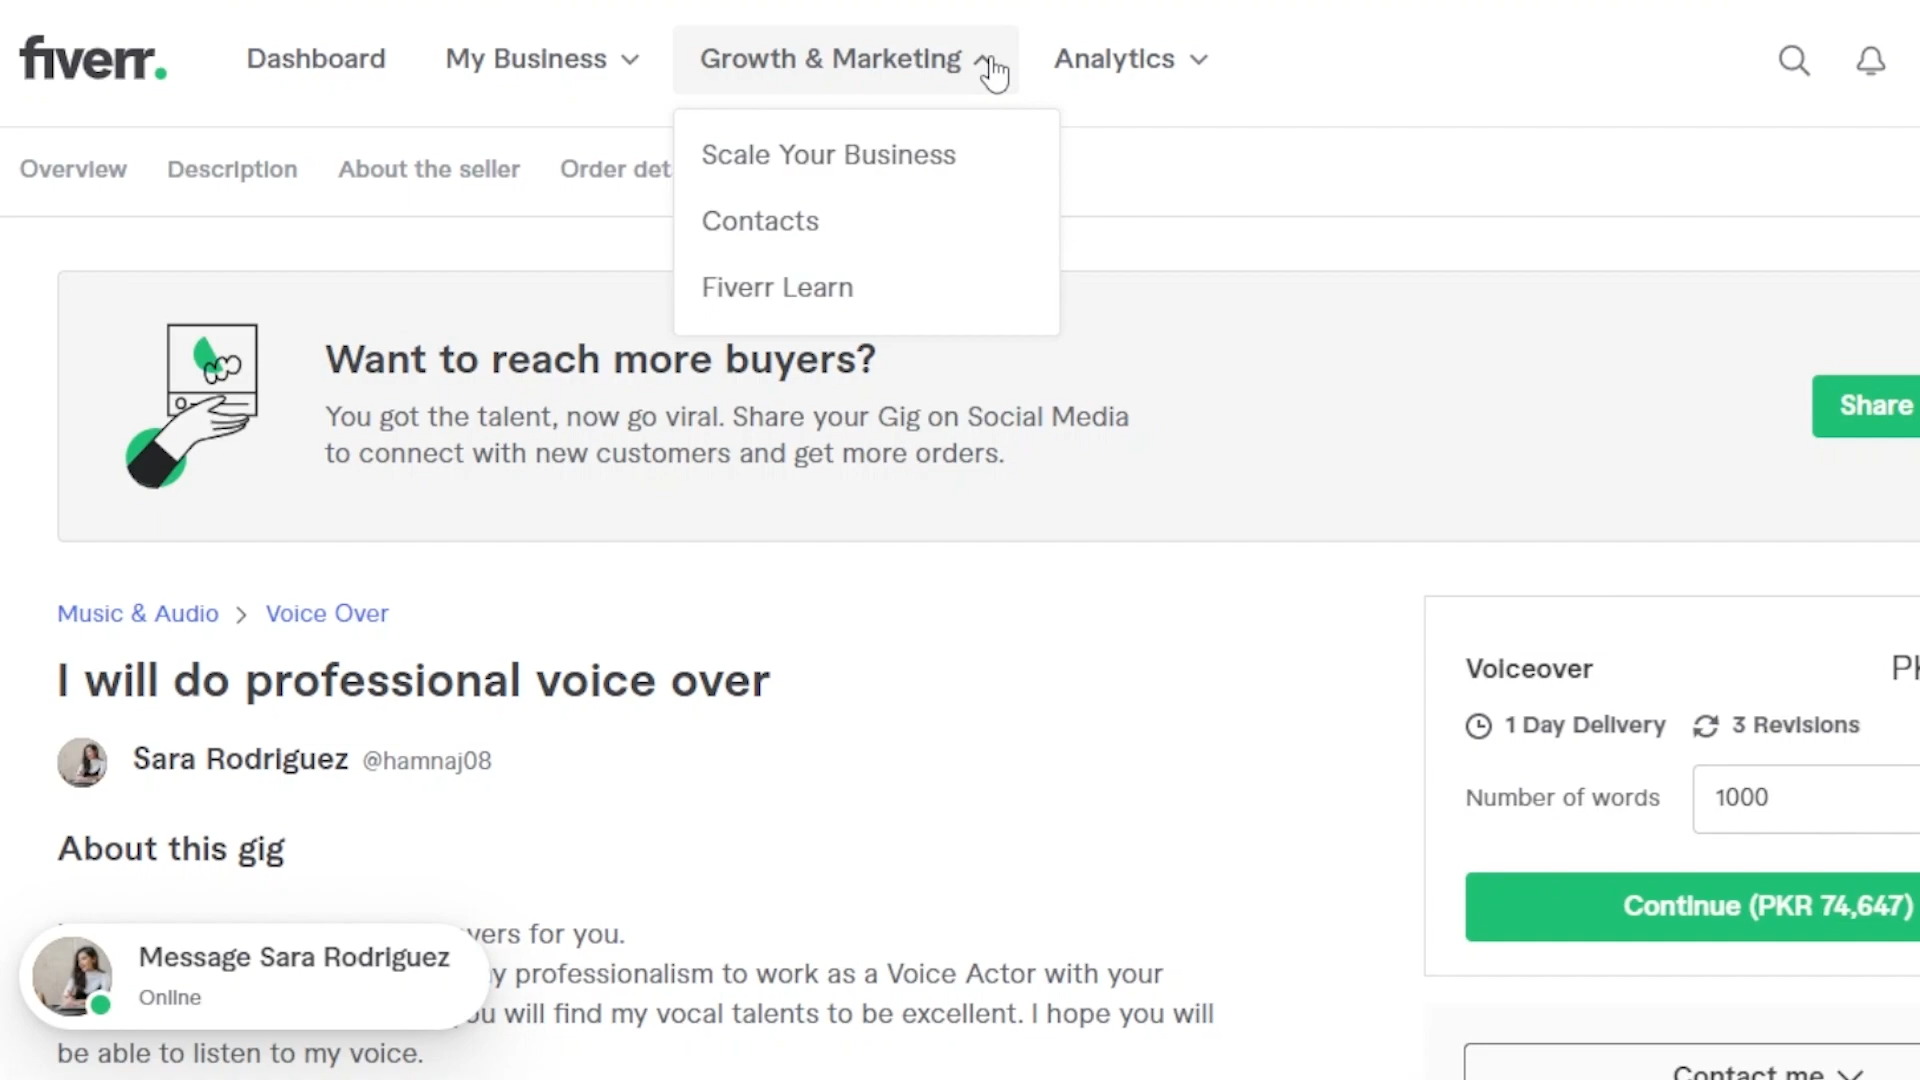 fiverr.
Dashboard
My Business
Growth & Marketing
Analytics
Scale Your Business
Contacts
Fiverr Learn
Overview
Description
About the seller
Order det
Want to reach more buyers?
You got the talent, now go viral. Share your Gig on Social Media
to connect with new customers and get more orders.
Share
Music & Audio > Voice Over
I will do professional voice over
Sara Rodriguez @hamnaj08
About this gig
vers for you.
y professionalism to work as a Voice Actor with your
ou will find my vocal talents to be excellent. I hope you will
be able to listen to my voice.
Message Sara Rodriguez
Online
Voiceover
PK
1 Day Delivery
3 Revisions
Number of words
1000
Continue (PKR 74,647)
Contact me